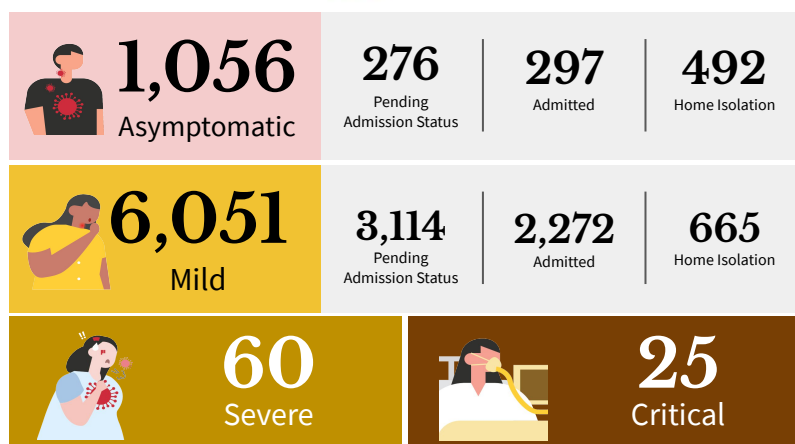 1,056
Asymptomatic
276
Pending
Admission Status
297
Admitted
492
Home Isolation
6,051
Mild
3,114
Pending
Admission Status
2,272
Admitted
665
Home Isolation
!!
60
Severe
25
Critical